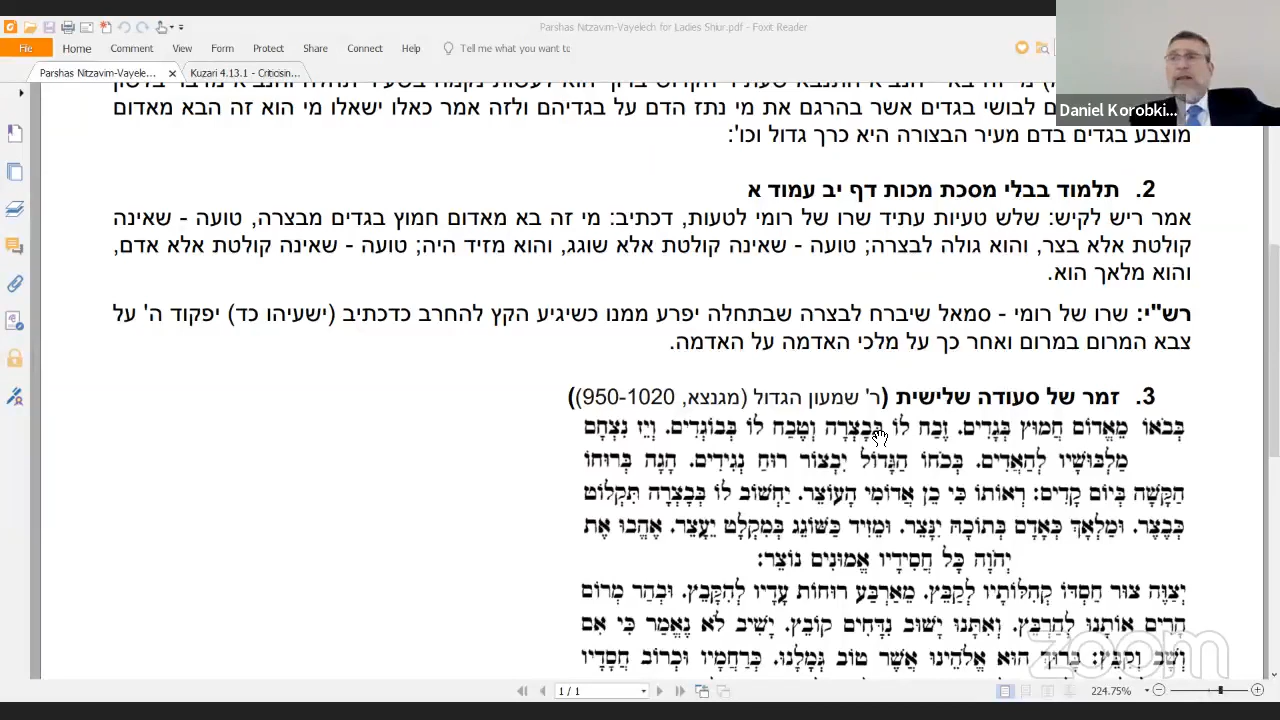 Parshas Nitzavim-Vayelech for Ladies Shiur.pdf - Foxit Reader
File Home Comment View Form Protect Share Connect Help Tell me what you want to
Parshas Nitzavim-Vayele... Kuzari 4.13.1 - Criticisin...
Daniel Korobki...
ם לבושי בגדים אשר בהרגם את מי נתז הדם על בגדיהם ולזה אמר כאלו ישאלו מי הוא זה הבא מאדום
מוצבע בגדים בדם מעיר הבצורה היא כרך גדול וכו':
2. תלמוד בבלי מסכת מכות דף יב עמוד א
אמר ריש לקיש: שלש טעיות עתיד שרו של רומי לטעות, דכתיב: מי זה בא מאדום חמוץ בגדים מבצרה, טועה - שאינה
קולטת אלא בצר, והוא גולה לבצרה; טועה - שאינה קולטת אלא שוגג, והוא מזיד היה; טועה - שאינה קולטת אלא אדם,
והוא מלאך הוא.
רש"י: שרו של רומי - סמאל שיברח לבצרה שבתחלה יפרע ממנו כשיגיע הקץ להחרב כדכתיב (ישעיהו כד) יפקוד ה' על
צבא המרום במרום ואחר כך על מלכי האדמה על האדמה.
3. זמר של סעודה שלישית (ר' שמעון הגדול (מגנצא, 950-1020))
בְּבֹאוֹ מֵאֱדוֹם חֲמוּץ בְּגָדִים. זֶבַח לוֹ בְּבָצְרָה וְטֶבַח לוֹ בְּבוֹגְדִים. וְיֵז נִצְחָם
מַלְבּוּשָׁיו לְהַאֲדִים. בְּכֹחוֹ הַגָּדוֹל יִבְצוֹר רוּחַ נְגִידִים. הָגָה בְּרוּחוֹ
הַקָּשָׁה בְּיוֹם קָדִים: רְאוֹתוֹ כִּי כֵן אֲדוֹמִי הָעוֹצֵר. יַחְשׁוֹב לוֹ בְּבָצְרָה תִּקְלוֹט
כְּבֶצֶר. וּמַלְאָךְ כְּאָדָם בְּתוֹכָהּ יִנָּצֵר. וּמֵזִיד כַּשּׁוֹגֵג בְּמִקְלָט יֵעָצֵר. אֶהֱבוּ אֶת
יְהֹוָה כָּל חֲסִידָיו אֱמוּנִים נוֹצֵר:
יְצַוֶּה צוּר חַסְדּוֹ קְהִלּוֹתָיו לְקַבֵּץ. מֵאַרְבַּע רוּחוֹת עָדָיו לְהִקָּבֵץ. וּבְהַר מְרוֹם
הָרִים אוֹתָנוּ לְהַרְבֵּץ. וְאִתָּנוּ יָשׁוּב נִדָּחִים קוֹבֵץ. יָשִׁיב לֹא נֶאֱמַר כִּי אִם
וְשָׁב וְקִבֵּץ: בָּרוּךְ הוּא אֱלֹהֵינוּ אֲשֶׁר טוֹב גְּמָלָנוּ. כְּרַחֲמָיו וּכְרוֹב חֲסָדָיו
zoom
1 / 1
224.75%